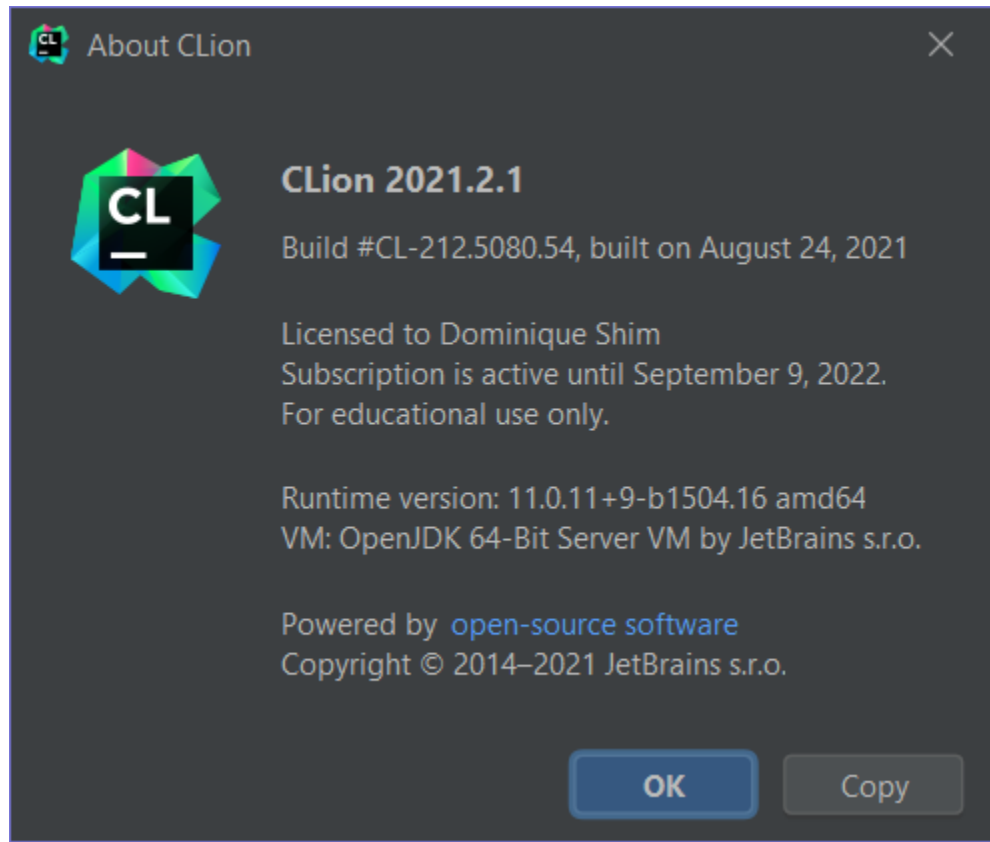 About CLion
CL
CLion 2021.2.1
Build #CL-212.5080.54, built on August 24, 2021
Licensed to Dominique Shim
Subscription is active until September 9, 2022.
For educational use only.
Runtime version: 11.0.11+9-b1504.16 amd64
VM: OpenJDK 64-Bit Server VM by JetBrains s.r.o.
Powered by open-source software
Copyright © 2014–2021 JetBrains s.r.o.
OK
Copy